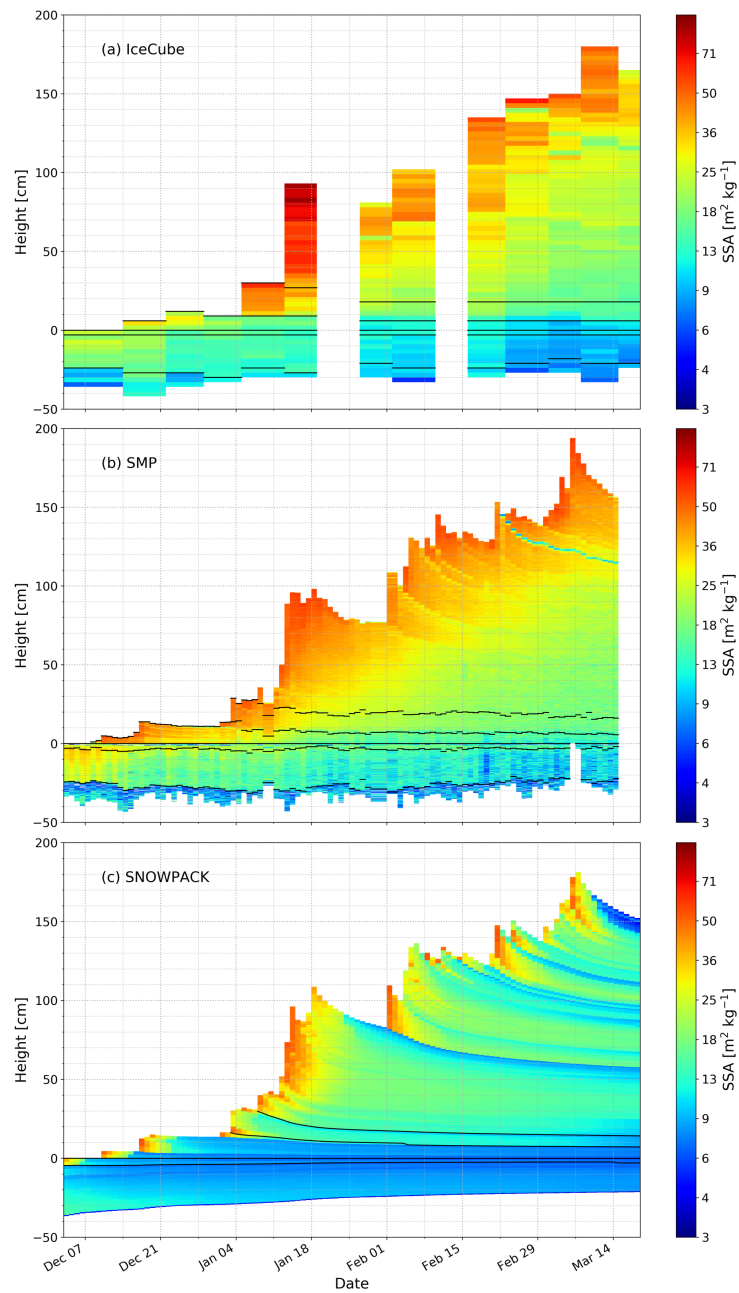 (a) IceCube
Height [cm]
200
150
100
50
0
−50
SSA [m² kg⁻¹]
71
50
36
25
18
13
9
6
4
3
(b) SMP
Height [cm]
200
150
100
50
0
−50
SSA [m² kg⁻¹]
71
50
36
25
18
13
9
6
4
3
(c) SNOWPACK
Height [cm]
200
150
100
50
0
−50
SSA [m² kg⁻¹]
71
50
36
25
18
13
9
6
4
3
Dec 07
Dec 21
Jan 04
Jan 18
Feb 01
Feb 15
Feb 29
Mar 14
Date